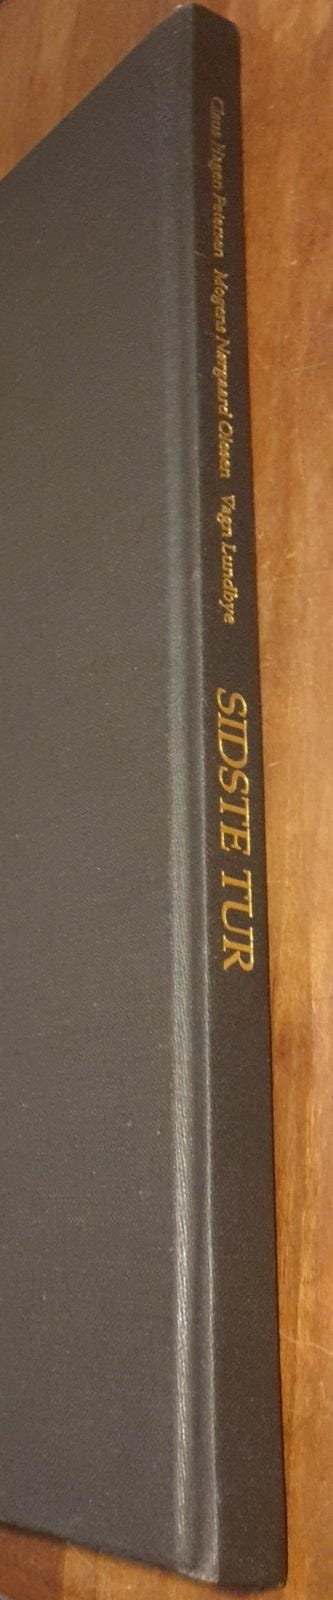 Claus Hagen Petersen Mogens Nørgaard Olesen Vagn Lundbye SIDSTE TUR